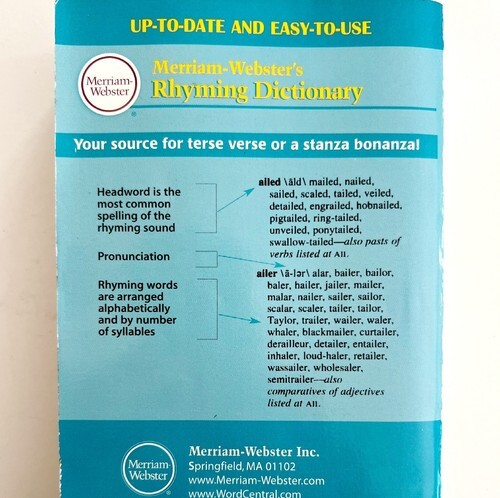 UP-TO-DATE AND EASY-TO-USE
Merriam-
Webster
®
Merriam-Webster's
Rhyming Dictionary
Your source for terse verse or a stanza bonanza!
Headword is the
most common
spelling of the
rhyming sound
Pronunciation
Rhyming words
are arranged
alphabetically
and by number
of syllables
ailed \āld\ mailed, nailed,
sailed, scaled, tailed, veiled,
detailed, engrailed, hobnailed,
pigtailed, ring-tailed,
unveiled, ponytailed,
swallow-tailed—also pasts of
verbs listed at AIL
ailer \ā-lər\ alar, bailer, bailor,
baler, hailer, jailer, mailer,
malar, nailer, sailer, sailor,
scalar, scaler, tailer, tailor,
Taylor, trailer, wailer, waler,
whaler, blackmailer, curtailer,
derailleur, detailer, entailer,
inhaler, loud-hailer, retailer,
wassailer, wholesaler,
semitrailer—also
comparatives of adjectives
listed at AIL
Merriam-
Webster
Merriam-Webster Inc.
Springfield, MA 01102
www.Merriam-Webster.com
www.WordCentral.com